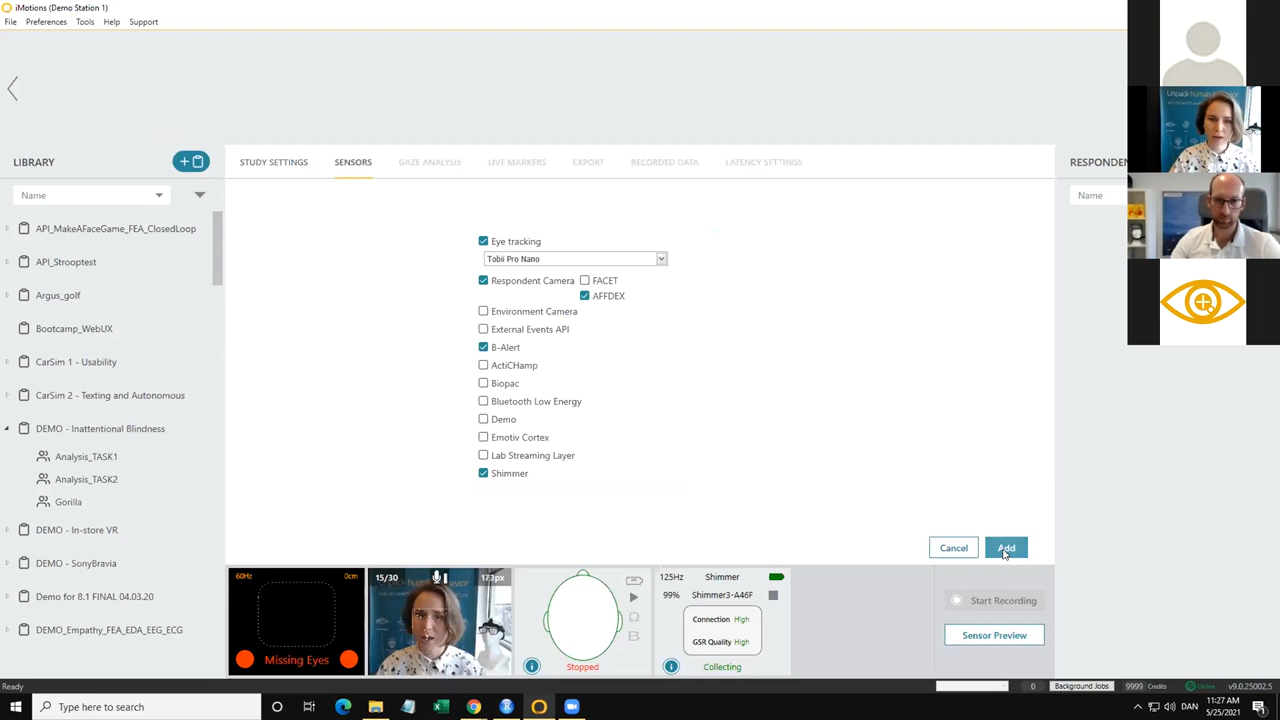 iMotions (Demo Station 1)
File Preferences Tools Help Support
LIBRARY
STUDY SETTINGS SENSORS GAZE ANALYSIS LIVE MARKERS EXPORT RECORDED DATA LATENCY SETTINGS
RESPONDEN
Name
Name
API_MakeAFaceGame_FEA_ClosedLoop
API_Strooptest
Argus_golf
Bootcamp_WebUX
CarSim 1 - Usability
CarSim 2 - Texting and Autonomous
DEMO - Inattentional Blindness
Analysis_TASK1
Analysis_TASK2
Gorilla
DEMO - In-store VR
DEMO - SonyBravia
Demo for 8.1 FINAL 04.03.20
DEMO_Empathy_FEA_EDA_EEG_ECG
Eye tracking
Tobii Pro Nano
Respondent Camera FACET
AFFDEX
Environment Camera
External Events API
B-Alert
ActiCHamp
Biopac
Bluetooth Low Energy
Demo
Emotiv Cortex
Lab Streaming Layer
Shimmer
Cancel Add
60Hz 0cm
Missing Eyes
15/30 173px
Stopped
125Hz Shimmer
99% Shimmer3-A46F
Connection High
GSR Quality High
Collecting
Start Recording
Sensor Preview
Unpack human behavior
Ready
0 Background Jobs 9999 Credits Online v9.0.25002.5
Type here to search
DAN
11:27 AM
5/25/2021